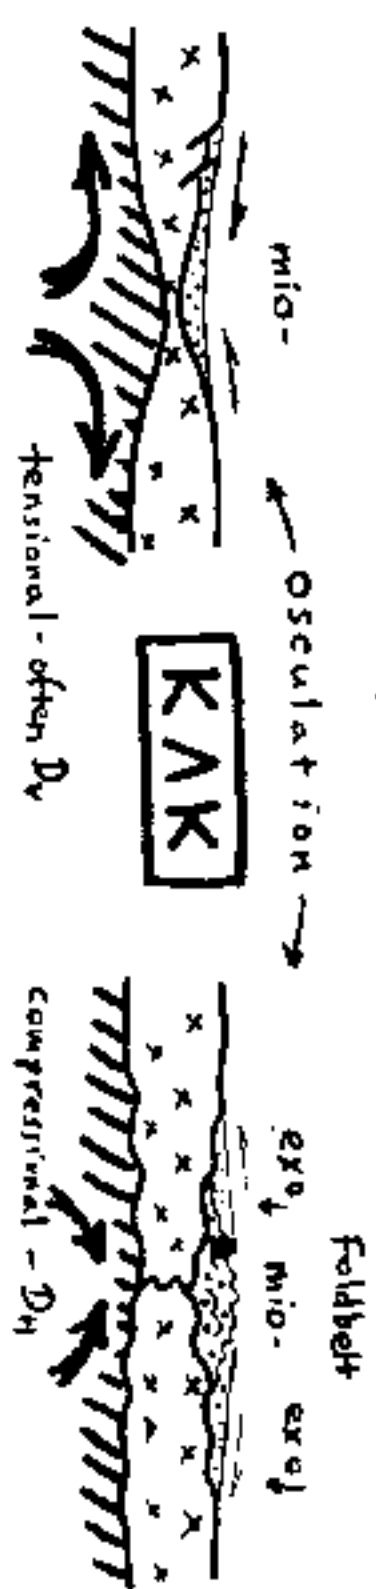 Foldbelt
mio-
exo↓ mio- exo↓
← osculation →
KΛK
tensional - often Dv
compressional - DH